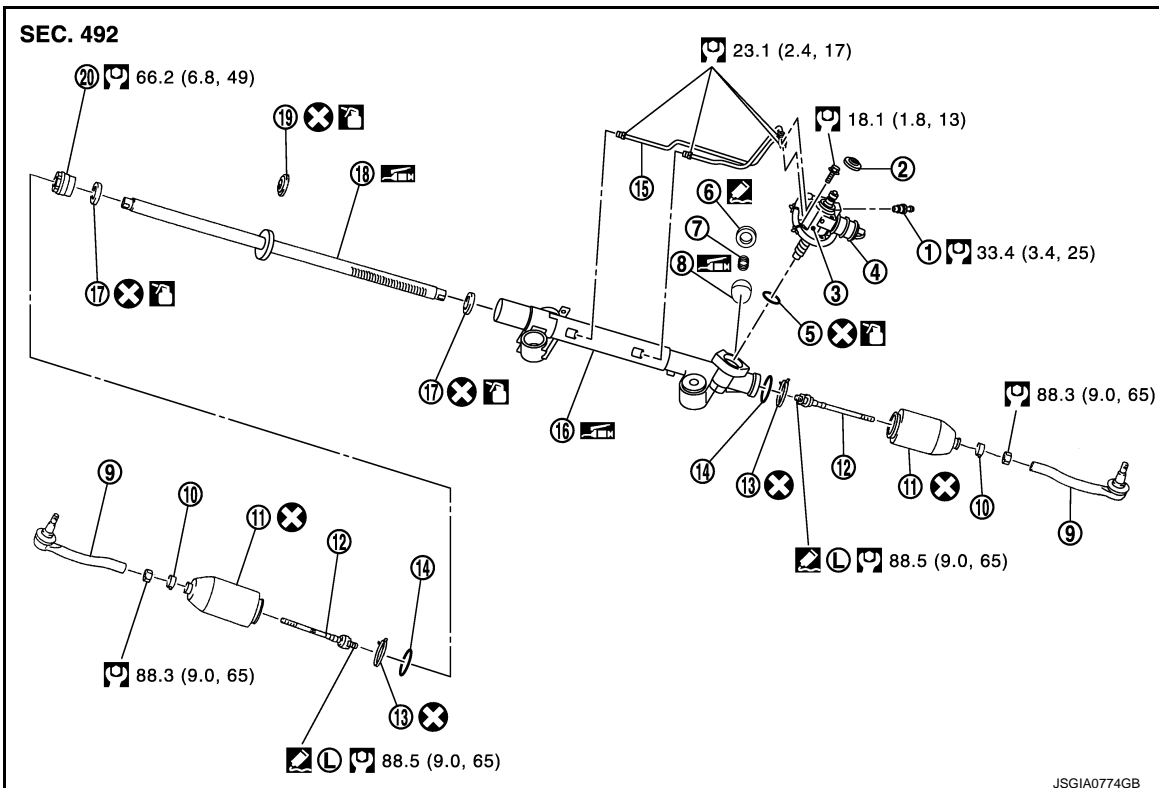 SEC. 492
23.1 (2.4, 17)
20 66.2 (6.8, 49)
19
18.1 (1.8, 13)
18
2
15
6
7
1 33.4 (3.4, 25)
8
4
3
17
5
17
88.3 (9.0, 65)
16
14
13
12
11
10
9
9
10
11
12
14
L 88.5 (9.0, 65)
88.3 (9.0, 65)
13
L 88.5 (9.0, 65)
JSGIA0774GB